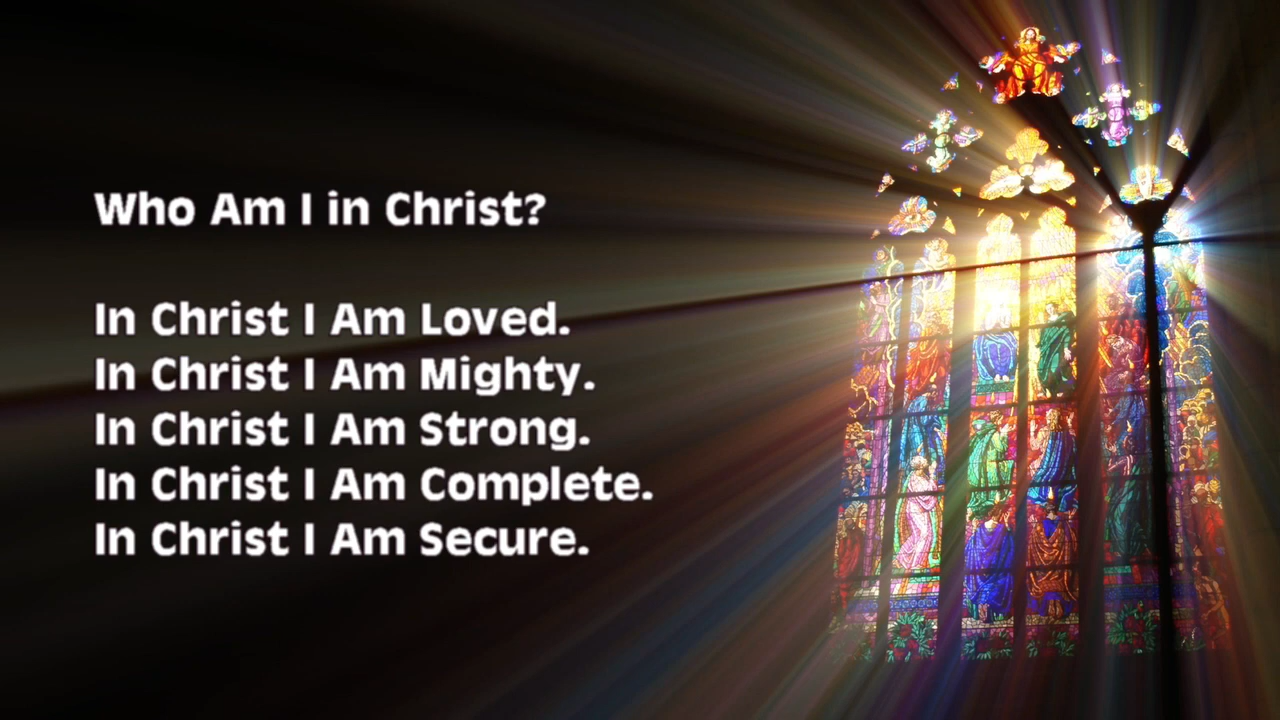 Who Am I in Christ?
In Christ I Am Loved.
In Christ I Am Mighty.
In Christ I Am Strong.
In Christ I Am Complete.
In Christ I Am Secure.